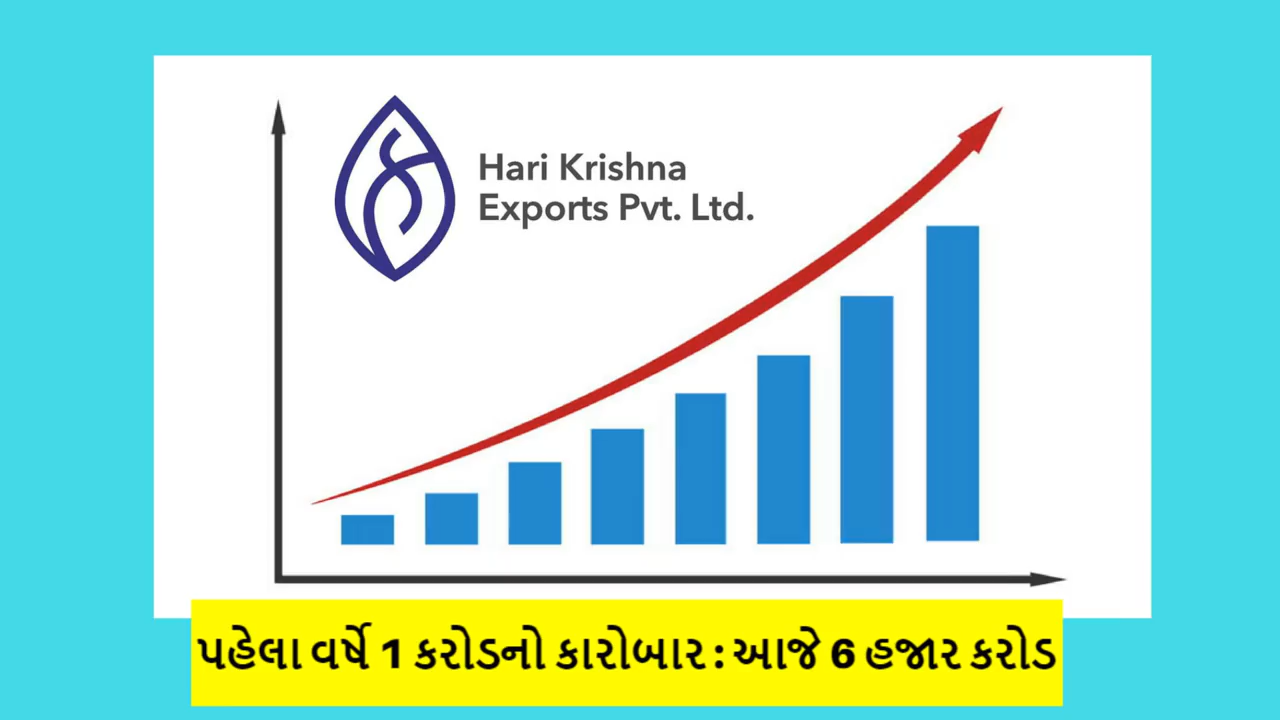 Hari Krishna
Exports Pvt. Ltd.
પહેલા વર્ષે 1 કરોડનો કારોબાર : આજે 6 હજાર કરોડ